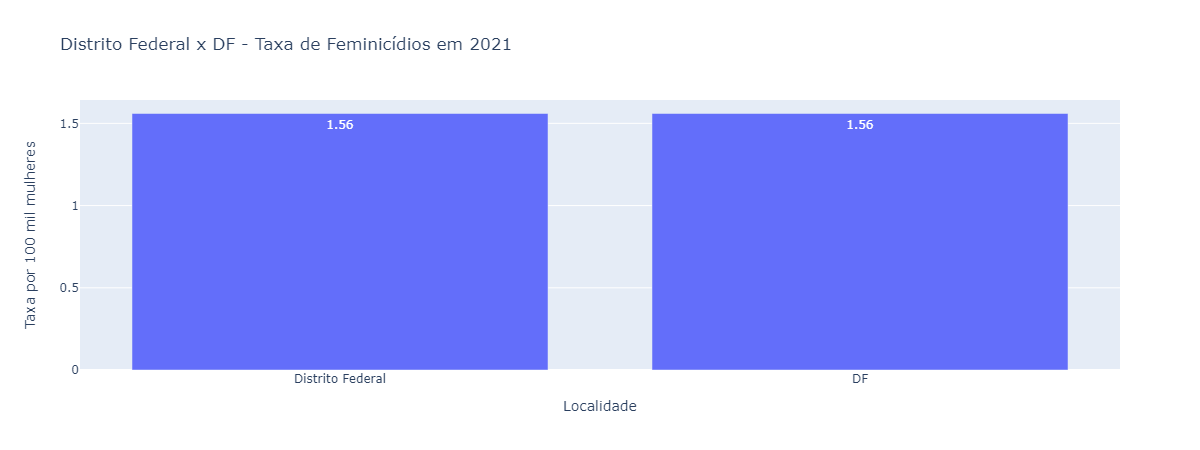 Distrito Federal x DF - Taxa de Feminicídios em 2021
Taxa por 100 mil mulheres
1.5
1
0.5
0
1.56
1.56
Distrito Federal
DF
Localidade